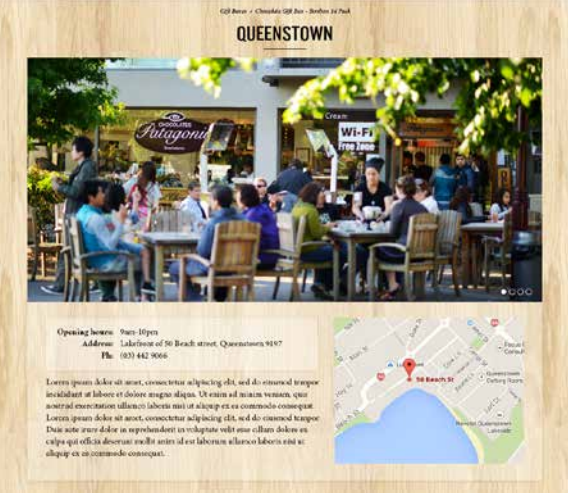 Gift Boxes / Chocolate Gift Box - Bonbon 24 Pack
QUEENSTOWN
CHOCOLATES
Patagonia
Cream
Wi-Fi
Free Zone
Opening hours: 9am-10pm
Address: Lakefront of 50 Beach street, Queenstown 9197
Ph: (03) 442 9066
50 Beach St
Lorem ipsum dolor sit amet, consectetur adipiscing elit, sed do eiusmod tempor
incididunt ut labore et dolore magna aliqua. Ut enim ad minim veniam, quis
nostrud exercitation ullamco laboris nisi ut aliquip ex ea commodo consequat.
Lorem ipsum dolor sit amet, consectetur adipiscing elit, sed do eiusmod tempor
Duis aute irure dolor in reprehenderit in voluptate velit esse cillum dolore eu
culpa qui officia deserunt mollit anim id est laborum ullamco laboris nisi ut
aliquip ex ea commodo consequat.